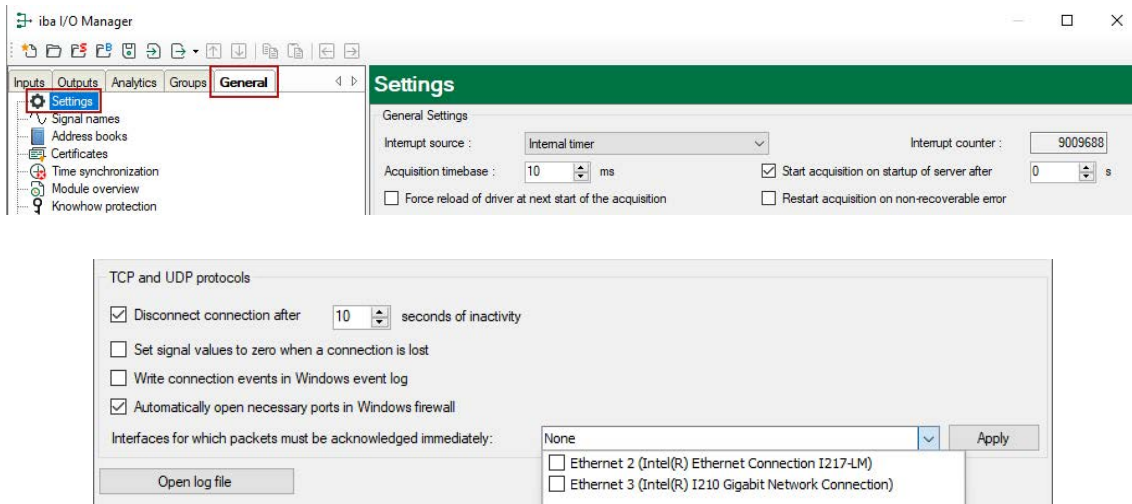 iba I/O Manager
Inputs Outputs Analytics Groups General
Settings
Settings
Signal names
Address books
Certificates
Time synchronization
Module overview
Knowhow protection
General Settings
Interrupt source : Internal timer Interrupt counter : 9009688
Acquisition timebase : 10 ms Start acquisition on startup of server after 0 s
Force reload of driver at next start of the acquisition Restart acquisition on non-recoverable error
TCP and UDP protocols
Disconnect connection after 10 seconds of inactivity
Set signal values to zero when a connection is lost
Write connection events in Windows event log
Automatically open necessary ports in Windows firewall
Interfaces for which packets must be acknowledged immediately: None Apply
Ethernet 2 (Intel(R) Ethernet Connection I217-LM)
Ethernet 3 (Intel(R) I210 Gigabit Network Connection)
Open log file